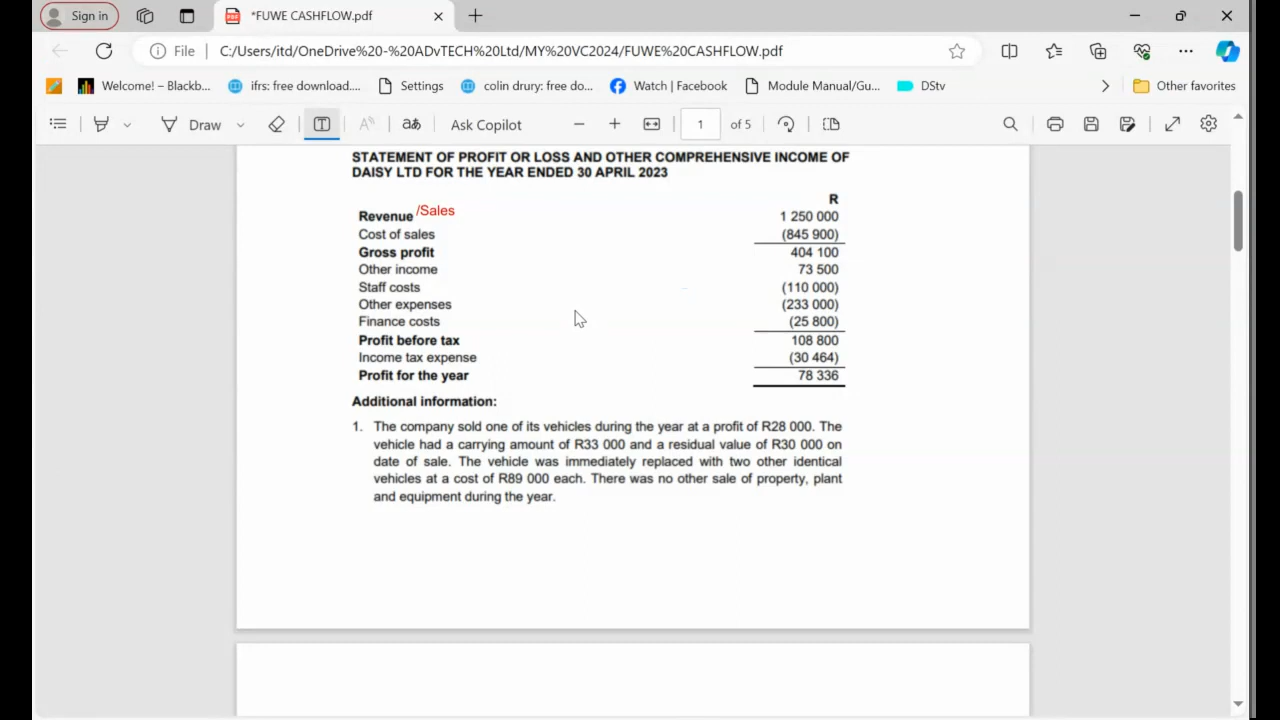 Sign in
*FUWE CASHFLOW.pdf
File
C:/Users/itd/OneDrive%20-%20ADvTECH%20Ltd/MY%20VC2024/FUWE%20CASHFLOW.pdf
Welcome! – Blackb...
ifrs: free download....
Settings
colin drury: free do...
Watch | Facebook
Module Manual/Gu...
DStv
Other favorites
Draw
Ask Copilot
1 of 5
STATEMENT OF PROFIT OR LOSS AND OTHER COMPREHENSIVE INCOME OF
DAISY LTD FOR THE YEAR ENDED 30 APRIL 2023
R
Revenue /Sales 1 250 000
Cost of sales (845 900)
Gross profit 404 100
Other income 73 500
Staff costs (110 000)
Other expenses (233 000)
Finance costs (25 800)
Profit before tax 108 800
Income tax expense (30 464)
Profit for the year 78 336
Additional information:
1. The company sold one of its vehicles during the year at a profit of R28 000. The
vehicle had a carrying amount of R33 000 and a residual value of R30 000 on
date of sale. The vehicle was immediately replaced with two other identical
vehicles at a cost of R89 000 each. There was no other sale of property, plant
and equipment during the year.